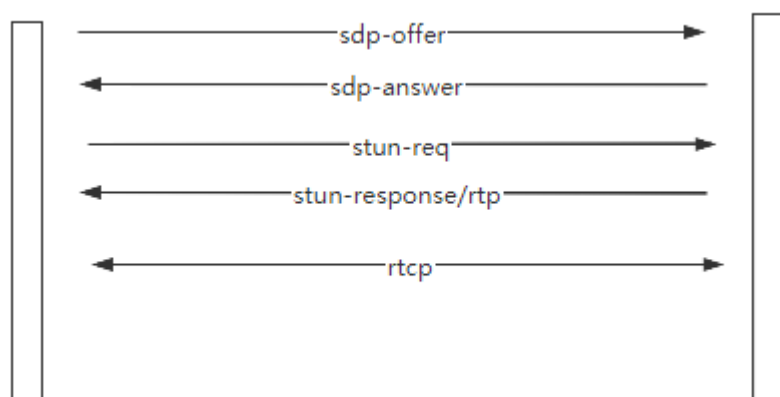 sdp-offer
sdp-answer
stun-req
stun-response/rtp
rtcp